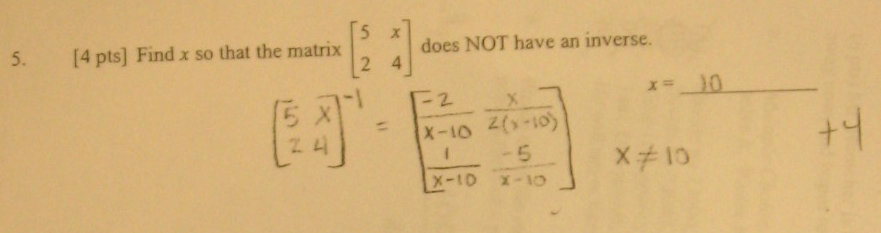 5. [4 pts] Find x so that the matrix [5 x; 2 4] does NOT have an inverse.
x = 10
[5 x; 2 4]^-1 = [-2/(x-10) x/(2(x-10)); 1/(x-10) -5/(x-10)]
x ≠ 10
+4